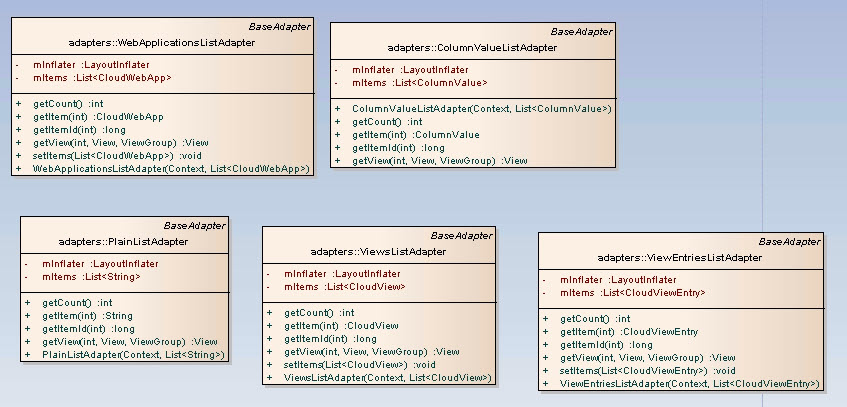 BaseAdapter
adapters::WebApplicationsListAdapter
- mInflater :LayoutInflater
- mItems :List<CloudWebApp>
+ getCount() :int
+ getItem(int) :CloudWebApp
+ getItemId(int) :long
+ getView(int, View, ViewGroup) :View
+ setItems(List<CloudWebApp>) :void
+ WebApplicationsListAdapter(Context, List<CloudWebApp>)
BaseAdapter
adapters::ColumnValueListAdapter
- mInflater :LayoutInflater
- mItems :List<ColumnValue>
+ ColumnValueListAdapter(Context, List<ColumnValue>)
+ getCount() :int
+ getItem(int) :ColumnValue
+ getItemId(int) :long
+ getView(int, View, ViewGroup) :View
BaseAdapter
adapters::PlainListAdapter
- mInflater :LayoutInflater
- mItems :List<String>
+ getCount() :int
+ getItem(int) :String
+ getItemId(int) :long
+ getView(int, View, ViewGroup) :View
+ PlainListAdapter(Context, List<String>)
BaseAdapter
adapters::ViewsListAdapter
- mInflater :LayoutInflater
- mItems :List<CloudView>
+ getCount() :int
+ getItem(int) :CloudView
+ getItemId(int) :long
+ getView(int, View, ViewGroup) :View
+ setItems(List<CloudView>) :void
+ ViewsListAdapter(Context, List<CloudView>)
BaseAdapter
adapters::ViewEntriesListAdapter
- mInflater :LayoutInflater
- mItems :List<CloudViewEntry>
+ getCount() :int
+ getItem(int) :CloudViewEntry
+ getItemId(int) :long
+ getView(int, View, ViewGroup) :View
+ setItems(List<CloudViewEntry>) :void
+ ViewEntriesListAdapter(Context, List<CloudViewEntry>)